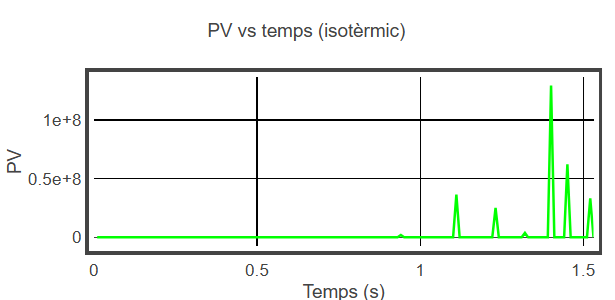 PV vs temps (isotèrmic)
1e+8
PV
0.5e+8
0
0 0.5 1 1.5
Temps (s)